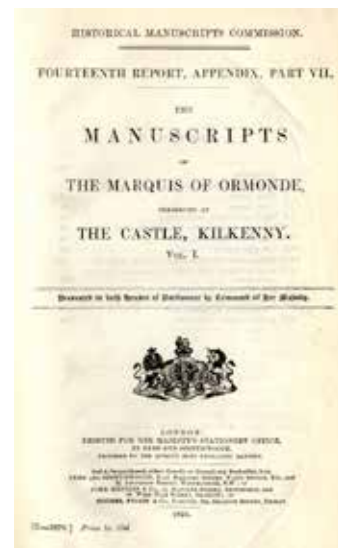 HISTORICAL MANUSCRIPTS COMMISSION.
FOURTEENTH REPORT, APPENDIX, PART VII.
THE
MANUSCRIPTS
OF
THE MARQUIS OF ORMONDE,
PRESERVED AT
THE CASTLE, KILKENNY.
VOL. I.
Presented to both Houses of Parliament by Command of Her Majesty.
LONDON:
PRINTED FOR HER MAJESTY'S STATIONERY OFFICE,
BY EYRE AND SPOTTISWOODE,
PRINTERS TO THE QUEEN'S MOST EXCELLENT MAJESTY.